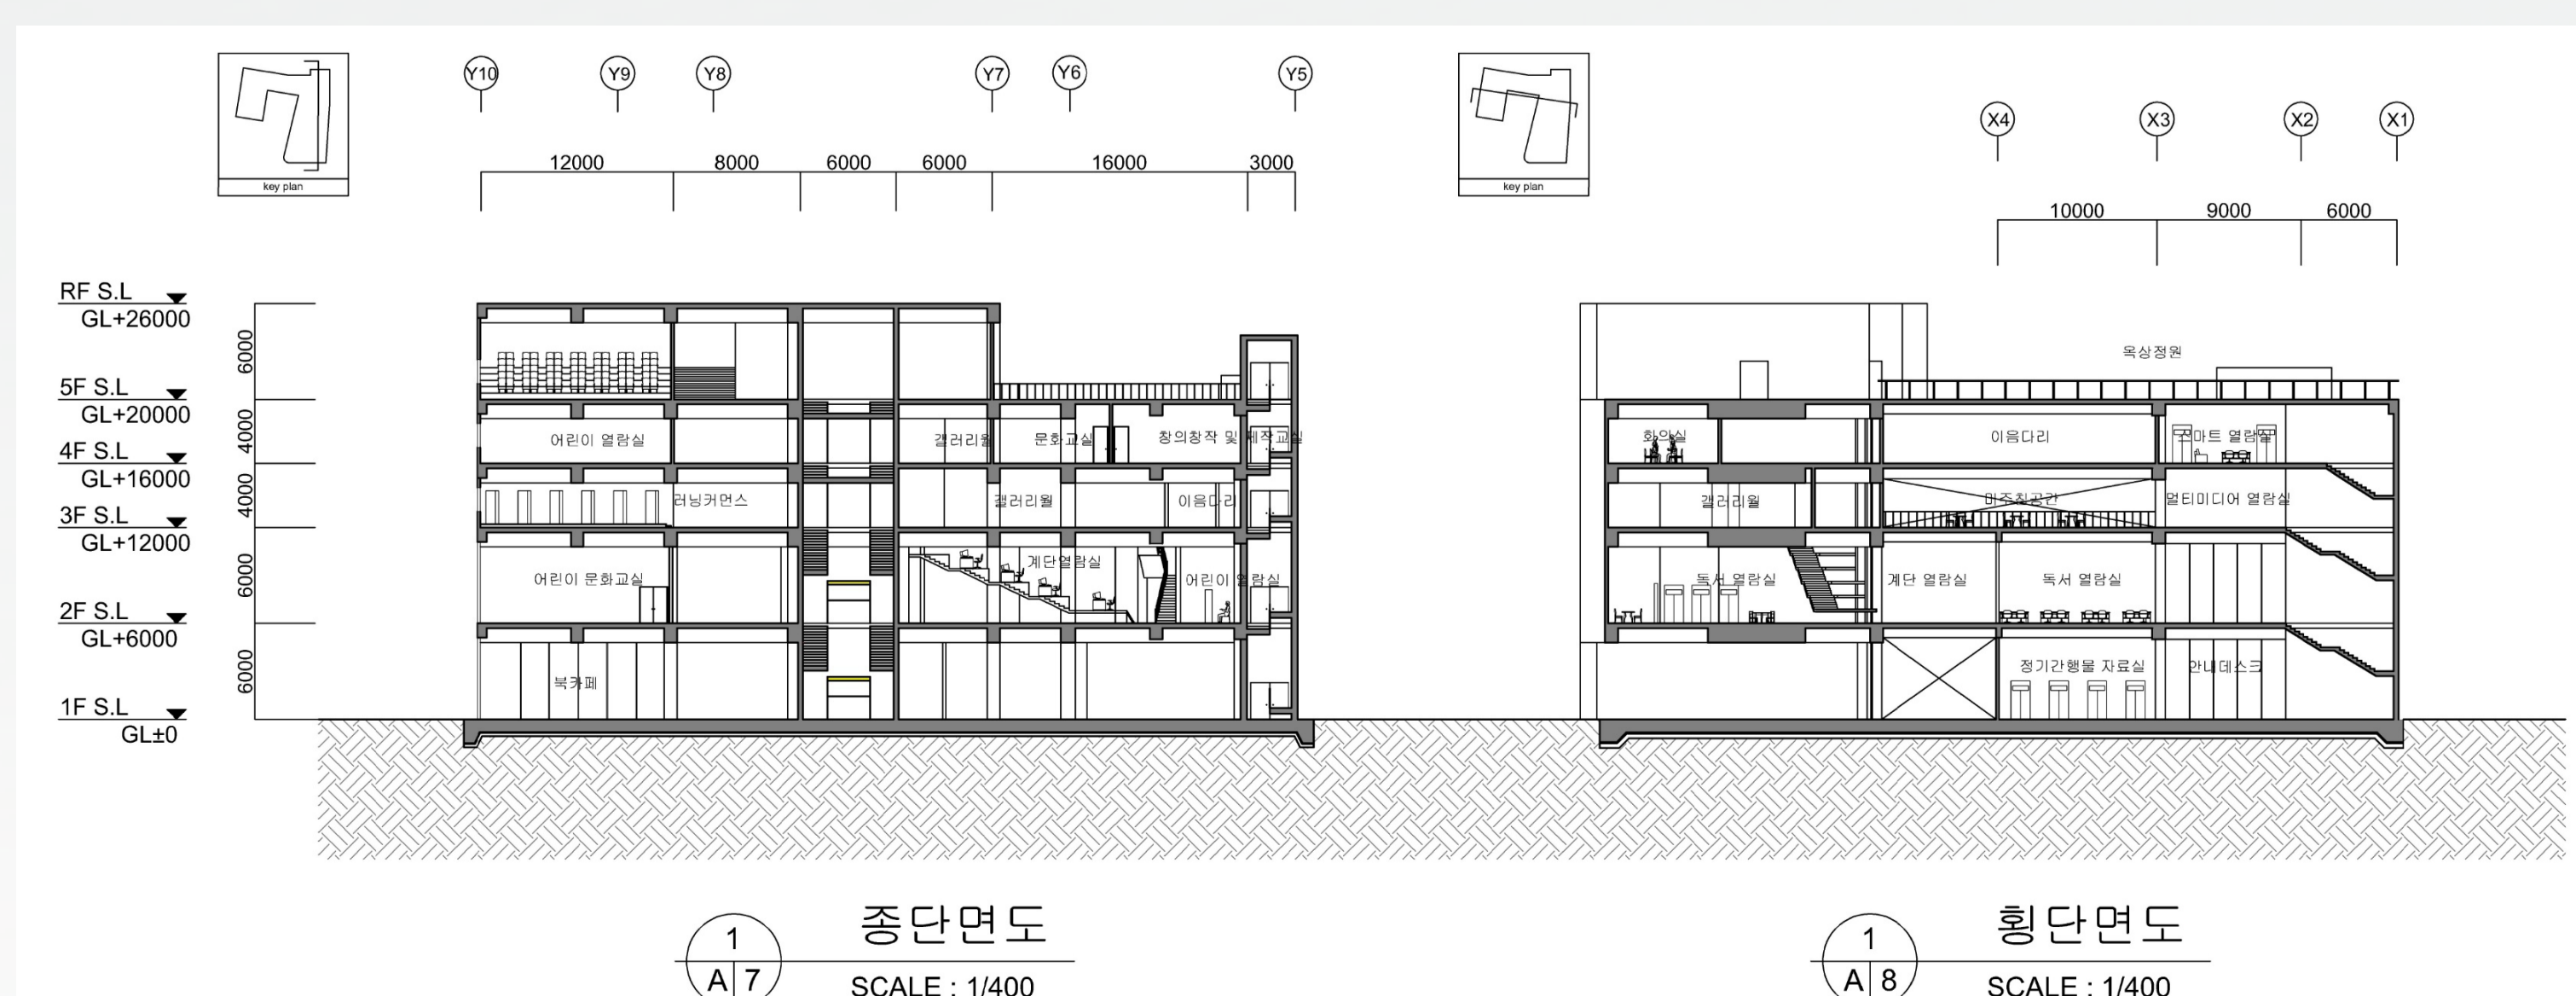 key plan
Y10 Y9 Y8 Y7 Y6 Y5
12000 8000 6000 6000 16000 3000
key plan
X4 X3 X2 X1
10000 9000 6000
RF S.L
GL+26000
6000
5F S.L
GL+20000
4000
4F S.L
GL+16000
4000
3F S.L
GL+12000
6000
2F S.L
GL+6000
6000
1F S.L
GL±0
어린이 열람실 갤러리월 문화교실 창의창작 및 제작교실
러닝커먼스 갤러리월 이음다리
어린이 문화교실 계단열람실 어린이 열람실
북카페
옥상정원
회의실 이음다리 스마트 열람실
갤러리월 마주침공간 멀티미디어 열람실
독서 열람실 계단 열람실 독서 열람실
정기간행물 자료실 안내데스크
1
A 7
종단면도
SCALE : 1/400
1
A 8
횡단면도
SCALE : 1/400